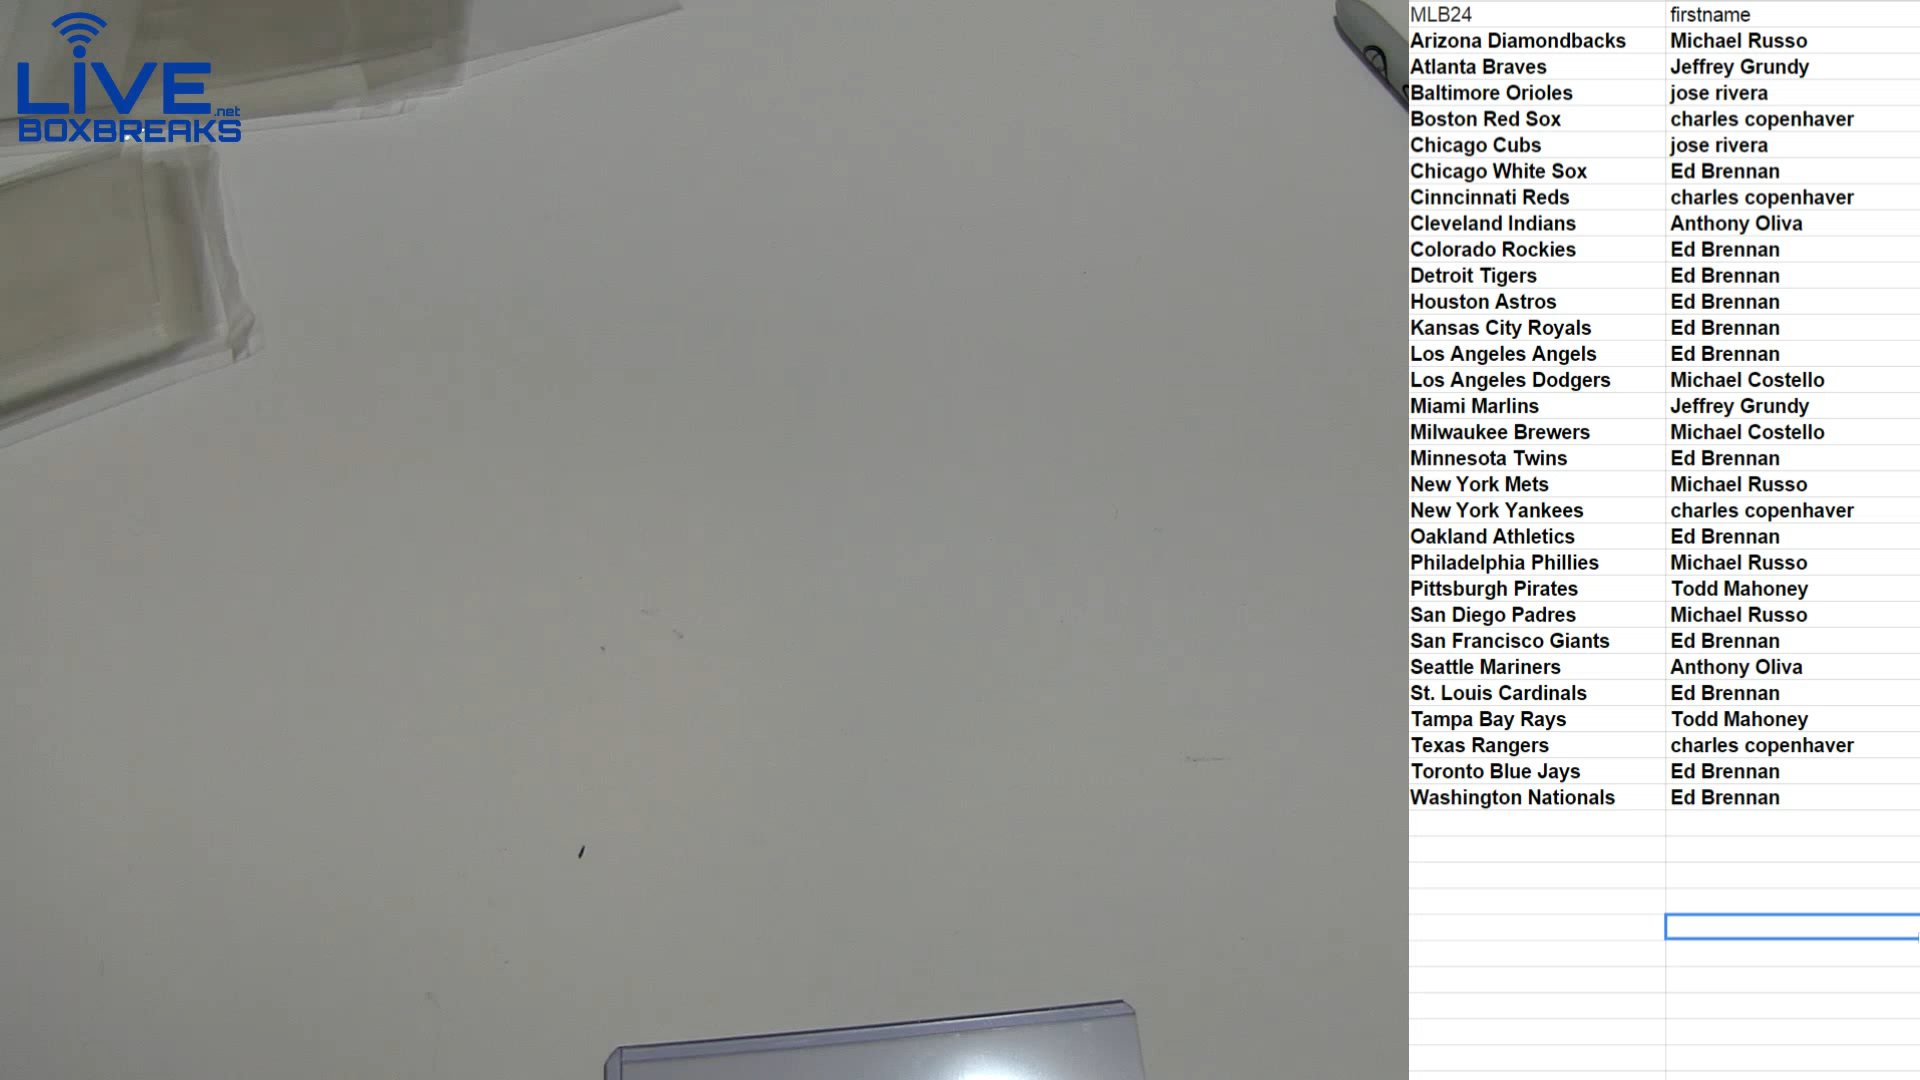 LiVE
.net
BOXBREAKS
MLB24 firstname
Arizona Diamondbacks Michael Russo
Atlanta Braves Jeffrey Grundy
Baltimore Orioles jose rivera
Boston Red Sox charles copenhaver
Chicago Cubs jose rivera
Chicago White Sox Ed Brennan
Cinncinnati Reds charles copenhaver
Cleveland Indians Anthony Oliva
Colorado Rockies Ed Brennan
Detroit Tigers Ed Brennan
Houston Astros Ed Brennan
Kansas City Royals Ed Brennan
Los Angeles Angels Ed Brennan
Los Angeles Dodgers Michael Costello
Miami Marlins Jeffrey Grundy
Milwaukee Brewers Michael Costello
Minnesota Twins Ed Brennan
New York Mets Michael Russo
New York Yankees charles copenhaver
Oakland Athletics Ed Brennan
Philadelphia Phillies Michael Russo
Pittsburgh Pirates Todd Mahoney
San Diego Padres Michael Russo
San Francisco Giants Ed Brennan
Seattle Mariners Anthony Oliva
St. Louis Cardinals Ed Brennan
Tampa Bay Rays Todd Mahoney
Texas Rangers charles copenhaver
Toronto Blue Jays Ed Brennan
Washington Nationals Ed Brennan